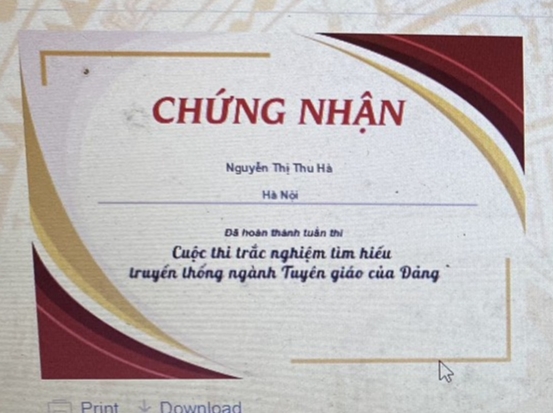 CHỨNG NHẬN
Nguyễn Thị Thu Hà
Hà Nội
Đã hoàn thành tuần thi
Cuộc thi trắc nghiệm tìm hiểu
truyền thống ngành Tuyên giáo của Đảng
Print
Download